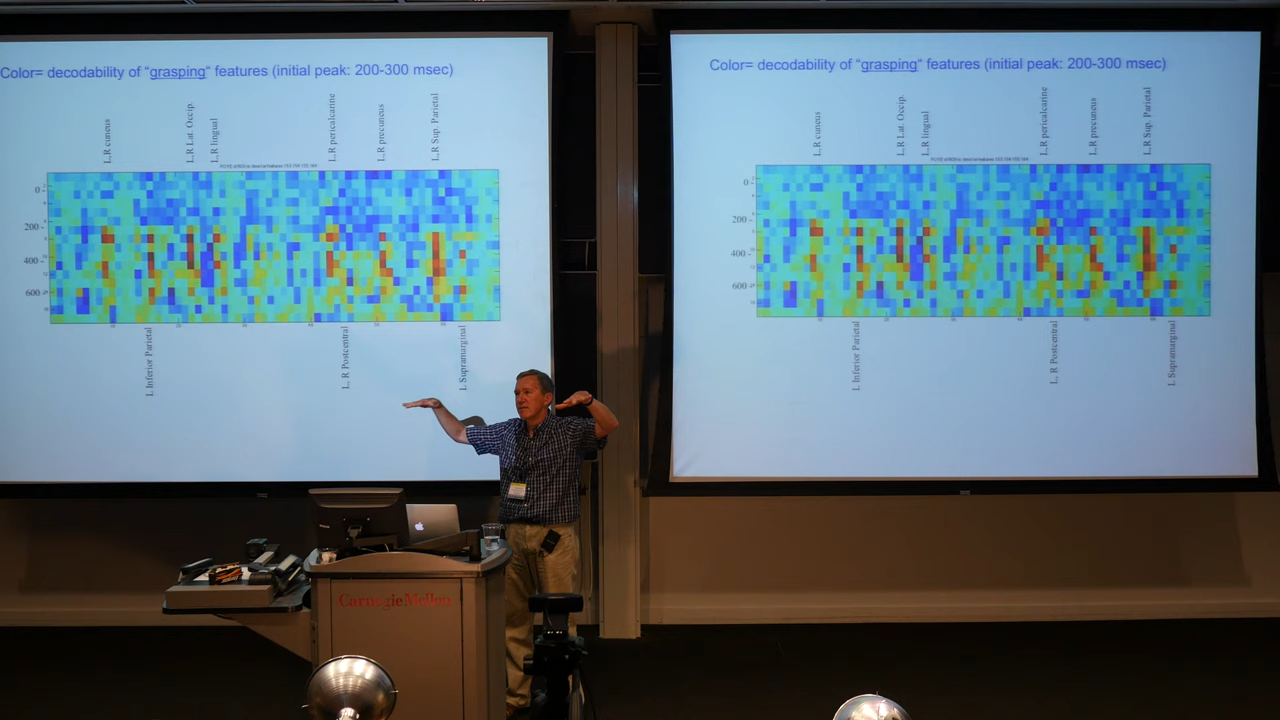 Color= decodability of “grasping” features (initial peak: 200-300 msec)
L,R cuneus
L,R Lat. Occip.
L,R lingual
L,R pericalcarine
L,R precuneus
L,R Sup. Parietal
0
200
400
600
L Inferior Parietal
L, R Postcentral
L Supramarginal
Color= decodability of “grasping” features (initial peak: 200-300 msec)
L,R cuneus
L,R Lat. Occip.
L,R lingual
L,R pericalcarine
L,R precuneus
L,R Sup. Parietal
0
200
400
600
L Inferior Parietal
L, R Postcentral
L Supramarginal
Carnegie Mellon